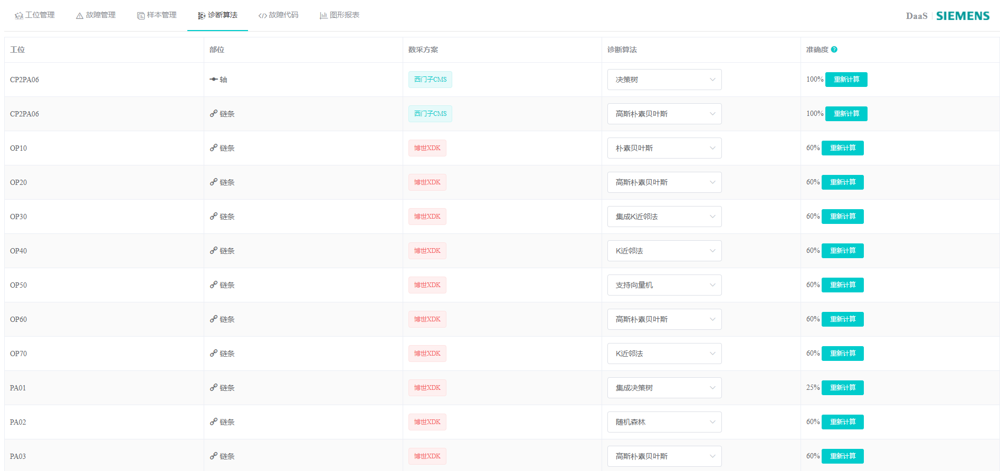 工位管理 故障管理 样本管理 诊断算法 故障代码 图形报表 DaaS SIEMENS
工位 部位 数采方案 诊断算法 准确度
CP2PA06 轴 西门子CMS 决策树 100% 重新计算
CP2PA06 链条 西门子CMS 高斯朴素贝叶斯 100% 重新计算
OP10 链条 博世XDK 朴素贝叶斯 60% 重新计算
OP20 链条 博世XDK 高斯朴素贝叶斯 60% 重新计算
OP30 链条 博世XDK 集成K近邻法 60% 重新计算
OP40 链条 博世XDK K近邻法 60% 重新计算
OP50 链条 博世XDK 支持向量机 60% 重新计算
OP60 链条 博世XDK 高斯朴素贝叶斯 60% 重新计算
OP70 链条 博世XDK K近邻法 60% 重新计算
PA01 链条 博世XDK 集成决策树 25% 重新计算
PA02 链条 博世XDK 随机森林 60% 重新计算
PA03 链条 博世XDK 高斯朴素贝叶斯 60% 重新计算